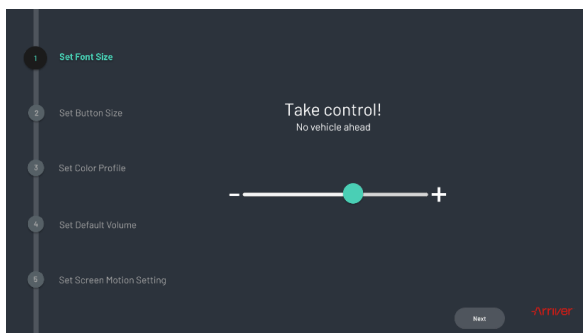 1 Set Font Size
2 Set Button Size
3 Set Color Profile
4 Set Default Volume
5 Set Screen Motion Setting
Take control!
No vehicle ahead
- +
Next